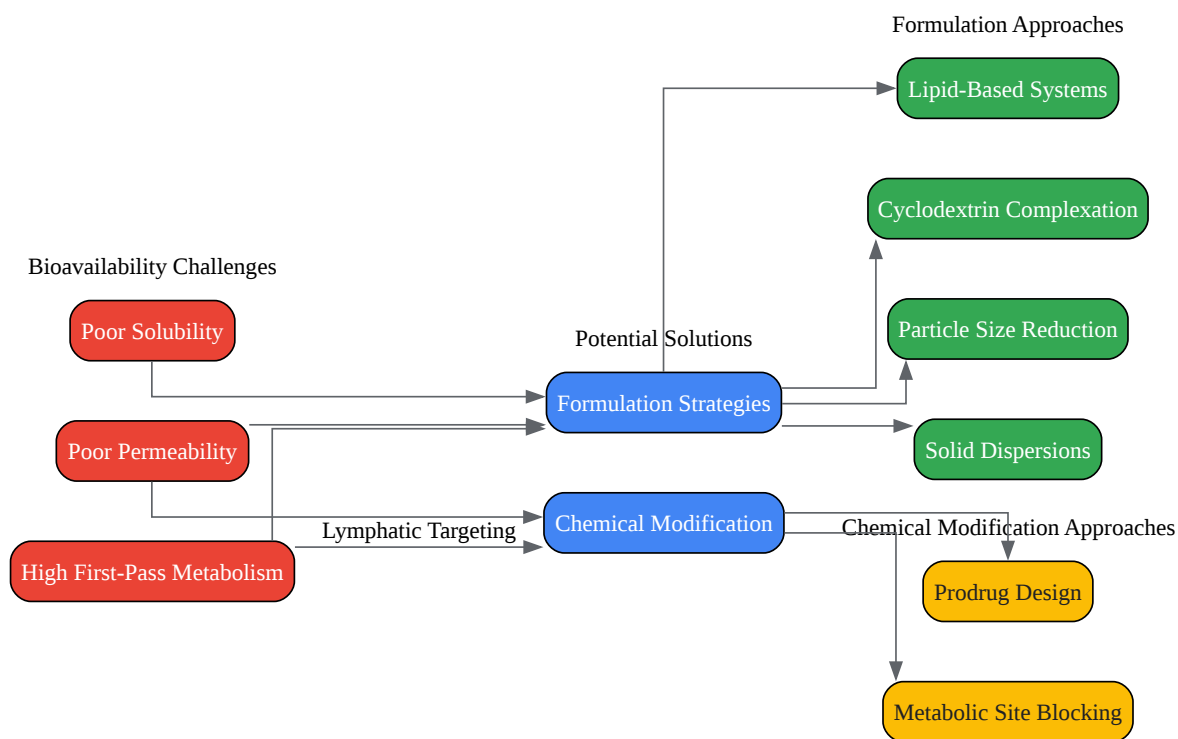 Formulation Approaches
Lipid-Based Systems
Cyclodextrin Complexation
Bioavailability Challenges
Poor Solubility
Potential Solutions
Particle Size Reduction
Formulation Strategies
Poor Permeability
Solid Dispersions
Lymphatic Targeting
Chemical Modification
Chemical Modification Approaches
High First-Pass Metabolism
Prodrug Design
Metabolic Site Blocking